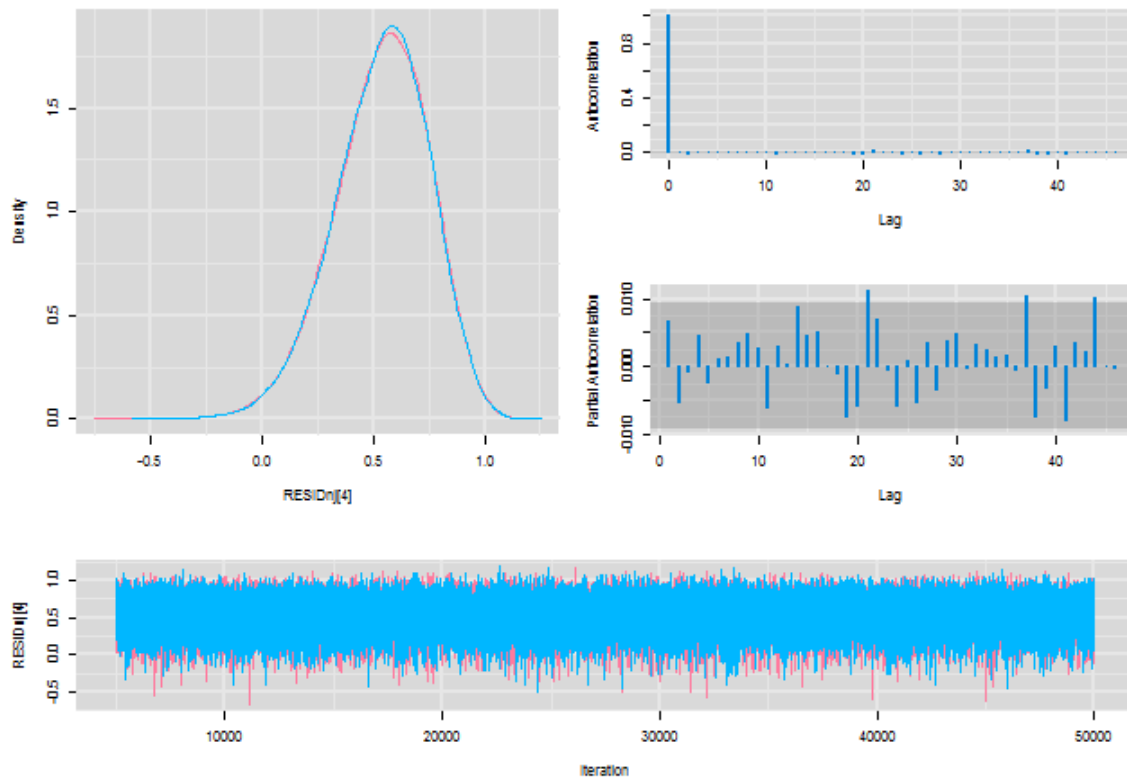 Density
0.0 0.5 1.0 1.5
-0.5 0.0 0.5 1.0
RESIDnj[4]
Autocorrelation
0.0 0.4 0.8
0 10 20 30 40
Lag
Partial Autocorrelation
-0.010 0.000 0.010
0 10 20 30 40
Lag
RESIDnj[4]
-0.5 0.0 0.5 1.0
10000 20000 30000 40000 50000
Iteration